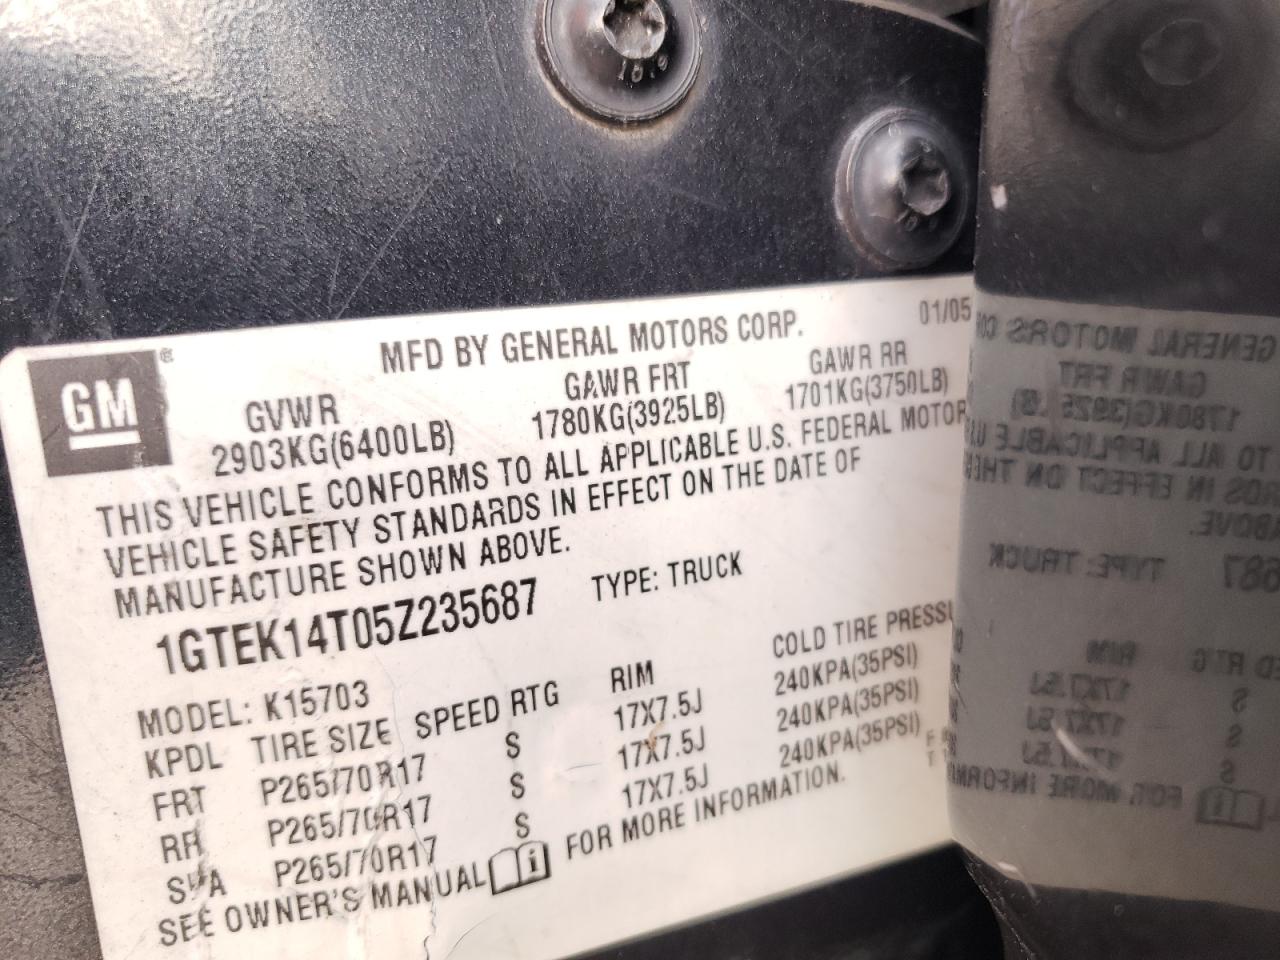 MFD BY GENERAL MOTORS CORP. 01/05
GM ®
GVWR GAWR FRT GAWR RR
2903KG(6400LB) 1780KG(3925LB) 1701KG(3750LB)
THIS VEHICLE CONFORMS TO ALL APPLICABLE U.S. FEDERAL MOTOR
VEHICLE SAFETY STANDARDS IN EFFECT ON THE DATE OF
MANUFACTURE SHOWN ABOVE.
1GTEK14T05Z235687 TYPE: TRUCK
MODEL: K15703
KPDL TIRE SIZE SPEED RTG RIM COLD TIRE PRESSU
FRT P265/70R17 S 17X7.5J 240KPA(35PSI)
RR P265/70R17 S 17X7.5J 240KPA(35PSI)
SPA P265/70R17 S 17X7.5J 240KPA(35PSI)
SEE OWNER'S MANUAL i FOR MORE INFORMATION.